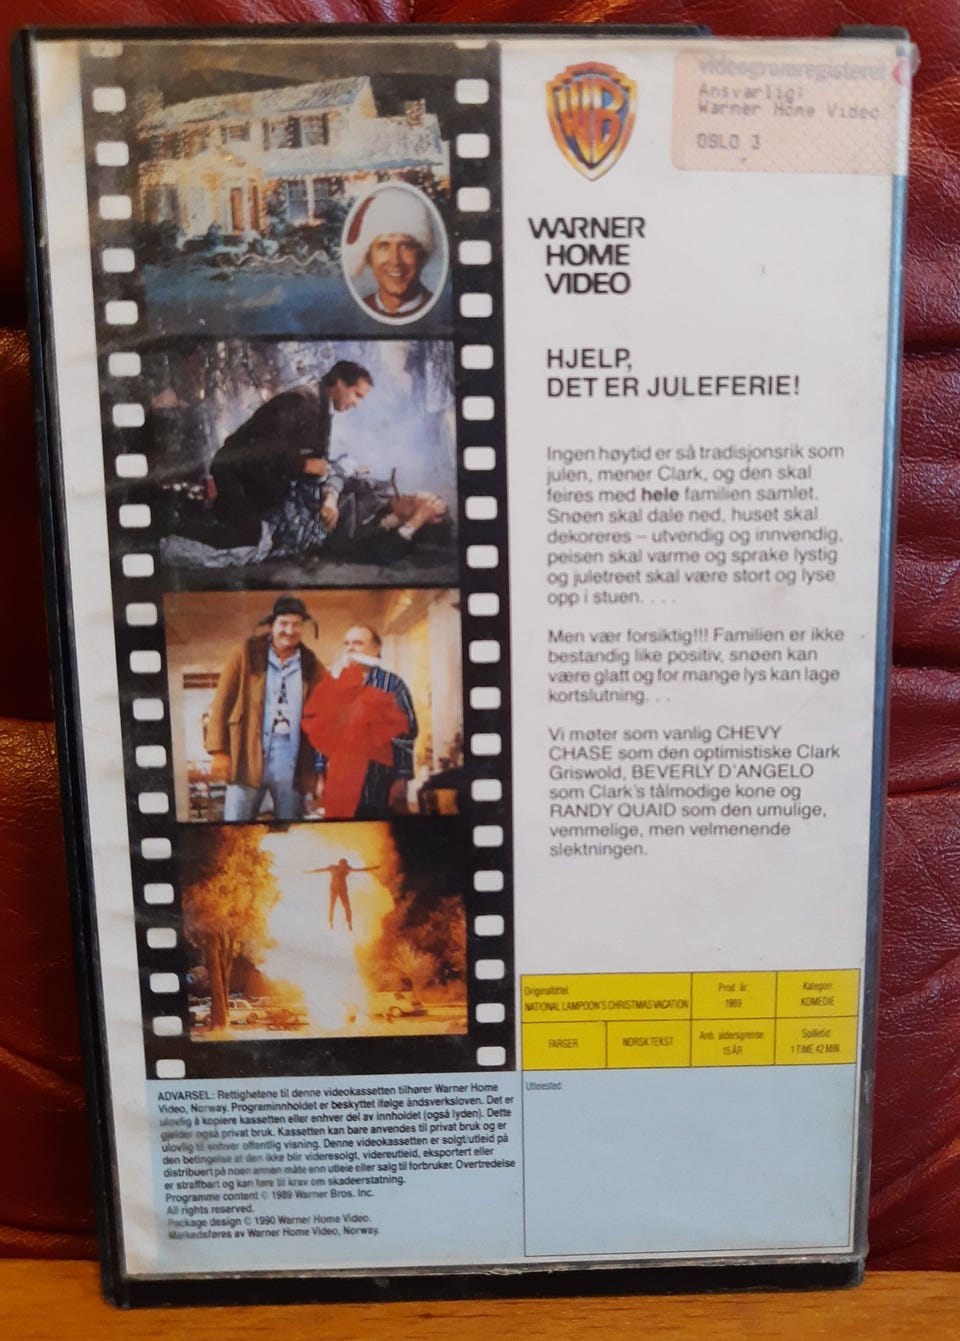 WB
videogramregisteret
Ansvarlig:
Warner Home Video
OSLO 3
WARNER
HOME
VIDEO
HJELP,
DET ER JULEFERIE!
Ingen høytid er så tradisjonsrik som
julen, mener Clark, og den skal
feires med hele familien samlet.
Snøen skal dale ned, huset skal
dekoreres – utvendig og innvendig,
peisen skal varme og sprake lystig
og juletreet skal være stort og lyse
opp i stuen. . . .
Men vær forsiktig!!! Familien er ikke
bestandig like positiv, snøen kan
være glatt og for mange lys kan lage
kortslutning. . .
Vi møter som vanlig CHEVY
CHASE som den optimistiske Clark
Griswold, BEVERLY D'ANGELO
som Clark's tålmodige kone og
RANDY QUAID som den umulige,
vemmelige, men velmenende
slektningen.
Originaltittel:
NATIONAL LAMPOON'S CHRISTMAS VACATION
Prod. år:
1989
Kategori:
KOMEDIE
FARGER
NORSK TEKST
Anb. aldersgrense:
15 ÅR
Spilletid:
1 TIME 42 MIN.
Utleested:
ADVARSEL: Rettighetene til denne videokassetten tilhører Warner Home
Video, Norway. Programinnholdet er beskyttet ifølge åndsverksloven. Det er
ulovlig å kopiere kassetten eller enhver del av innholdet (også lyden). Dette
gjelder også privat bruk. Kassetten kan bare anvendes til privat bruk og er
ulovlig til enhver offentlig visning. Denne videokassetten er solgt/utleid på
den betingelse at den ikke blir videresolgt, videreutleid, eksportert eller
distribuert på noen annen måte enn utleie eller salg til forbruker. Overtredelse
er straffbart og kan føre til krav om skadeerstatning.
Programme content © 1989 Warner Bros. Inc.
All rights reserved.
Package design © 1990 Warner Home Video.
Markedsføres av Warner Home Video, Norway.